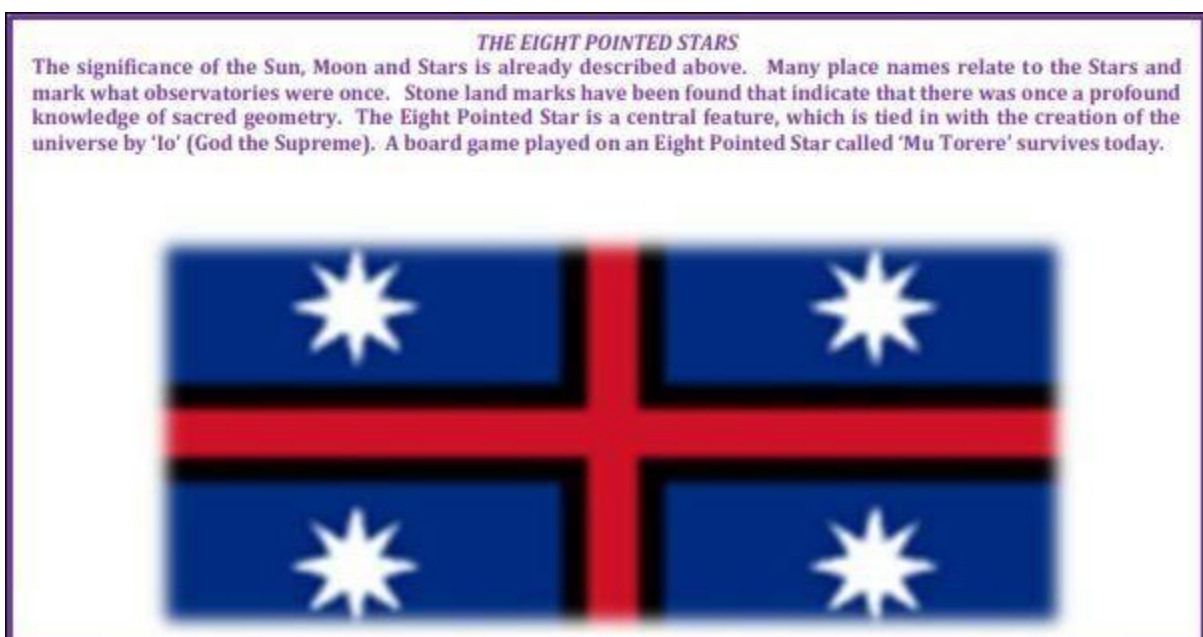 THE EIGHT POINTED STARS
The significance of the Sun, Moon and Stars is already described above. Many place names relate to the Stars and
mark what observatories were once. Stone land marks have been found that indicate that there was once a profound
knowledge of sacred geometry. The Eight Pointed Star is a central feature, which is tied in with the creation of the
universe by ‘Io’ (God the Supreme). A board game played on an Eight Pointed Star called ‘Mu Torere’ survives today.